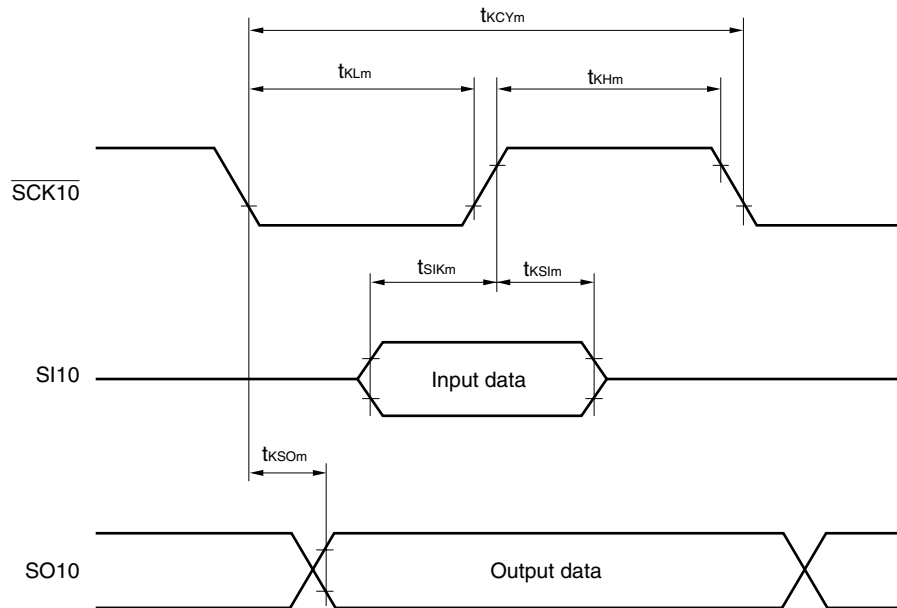 tKCYm
tKLm
tKHm
SCK10
tSIKm
tKSIm
SI10
Input data
tKSOm
SO10
Output data